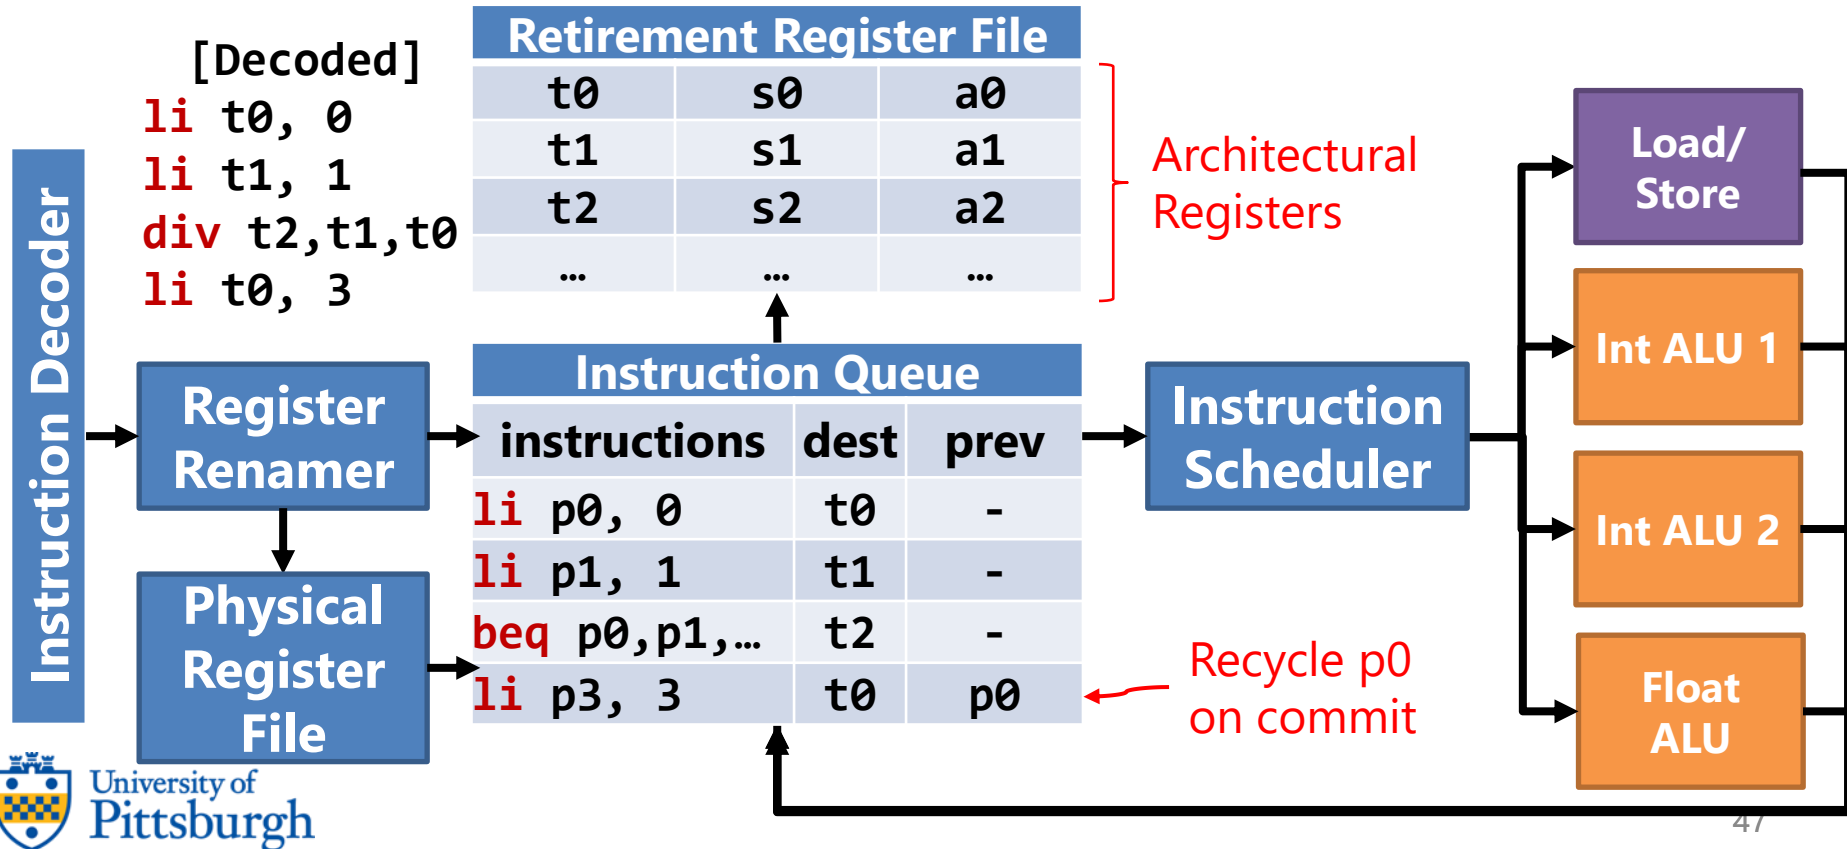 Instruction Decoder
[Decoded]
li t0, 0
li t1, 1
div t2,t1,t0
li t0, 3
Register
Renamer
Physical
Register
File
Retirement Register File
t0 s0 a0
t1 s1 a1
t2 s2 a2
… … …
Architectural
Registers
Instruction Queue
instructions dest prev
li p0, 0 t0 -
li p1, 1 t1 -
beq p0,p1,… t2 -
li p3, 3 t0 p0
Recycle p0
on commit
Instruction
Scheduler
Load/
Store
Int ALU 1
Int ALU 2
Float
ALU
University of
Pittsburgh
47